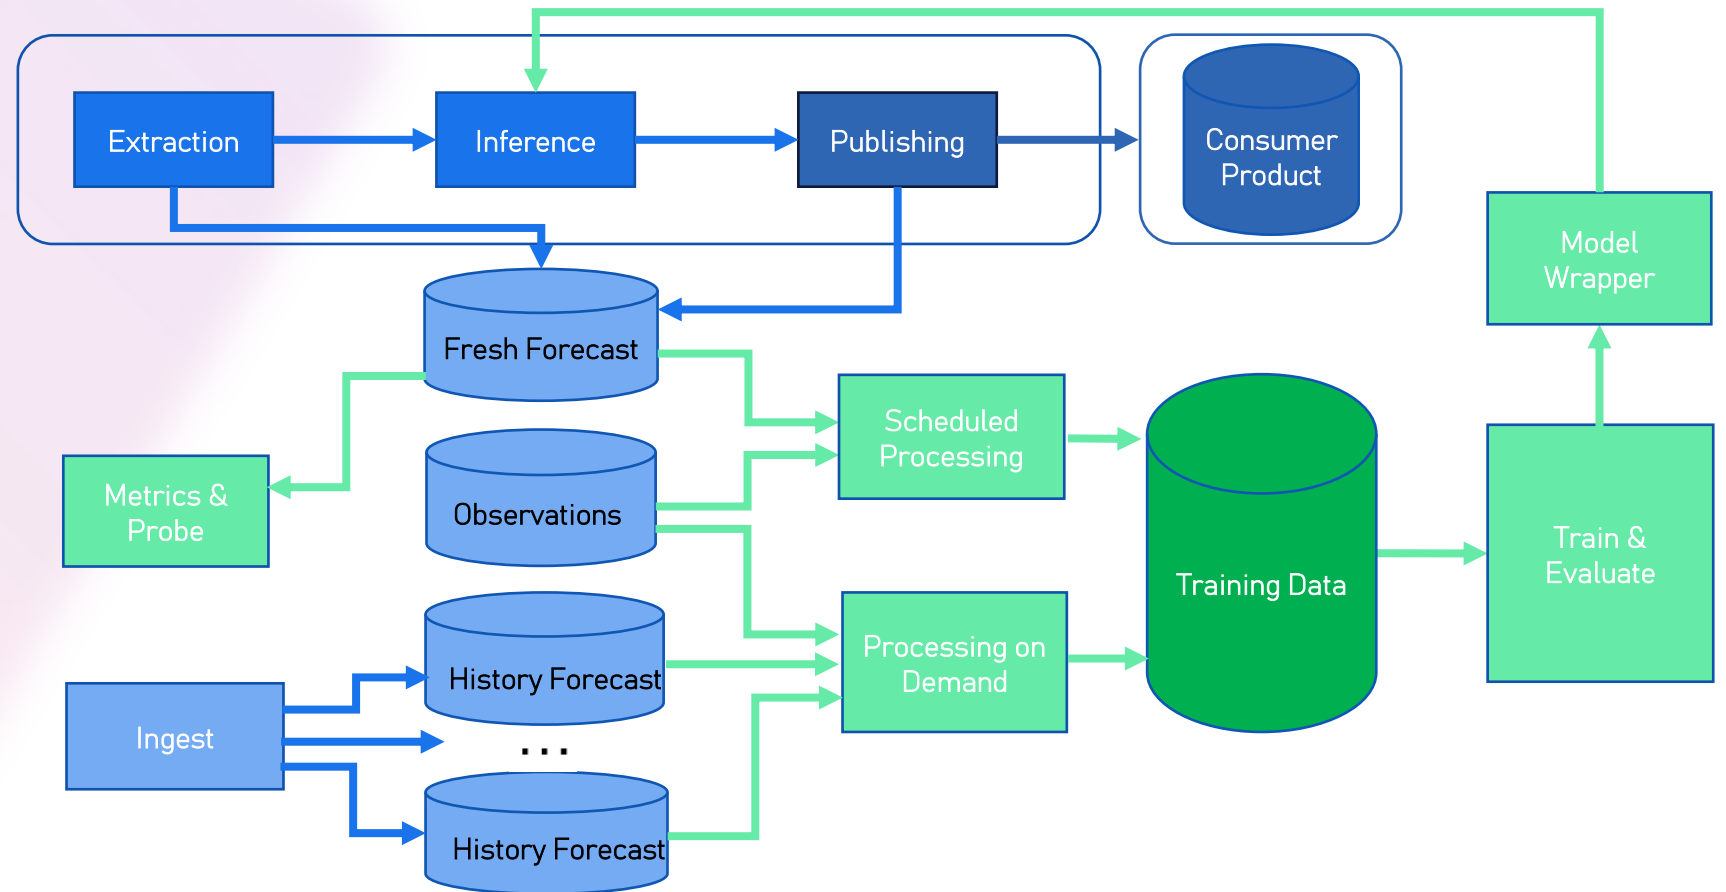 Extraction
Inference
Publishing
Consumer
Product
Model
Wrapper
Fresh Forecast
Scheduled
Processing
Metrics &
Probe
Observations
Train &
Evaluate
Training Data
Processing on
Demand
History Forecast
Ingest
...
History Forecast